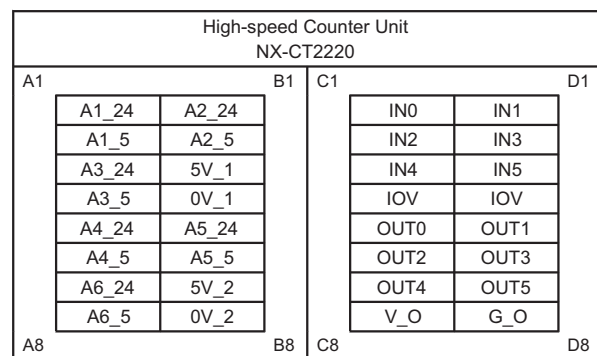 High-speed Counter Unit
NX-CT2220
A1 B1 C1 D1
A1_24 A2_24 IN0 IN1
A1_5 A2_5 IN2 IN3
A3_24 5V_1 IN4 IN5
A3_5 0V_1 IOV IOV
A4_24 A5_24 OUT0 OUT1
A4_5 A5_5 OUT2 OUT3
A6_24 5V_2 OUT4 OUT5
A6_5 0V_2 V_O G_O
A8 B8 C8 D8